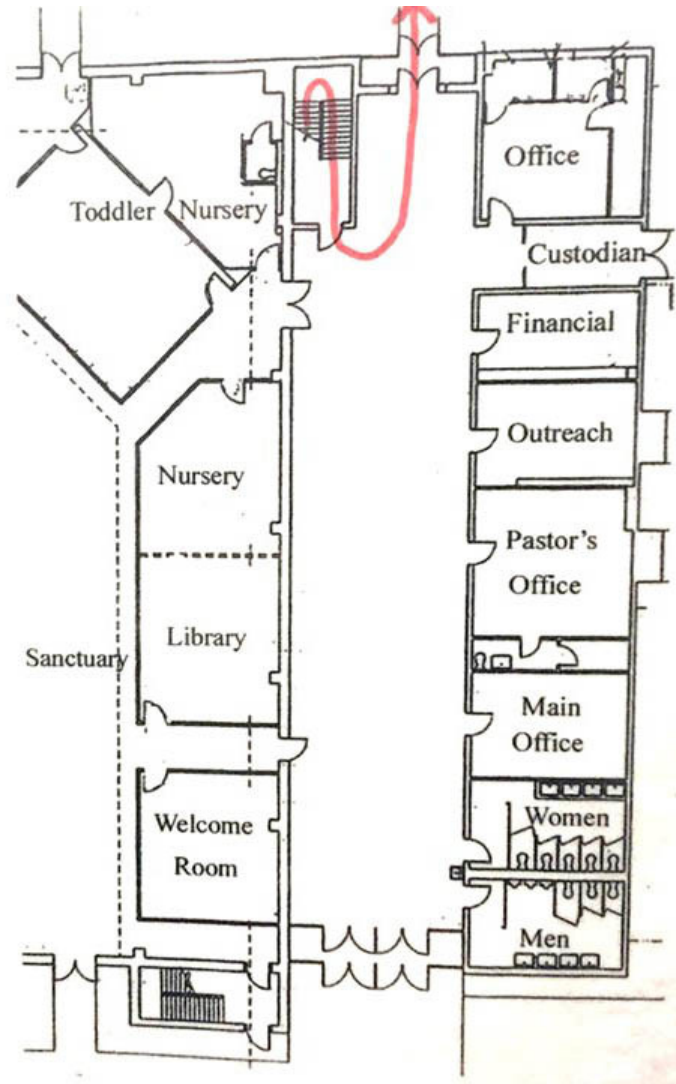 Office
Toddler Nursery
Custodian
Financial
Outreach
Nursery
Pastor's
Office
Library
Sanctuary
Main
Office
Welcome
Room
Women
Men